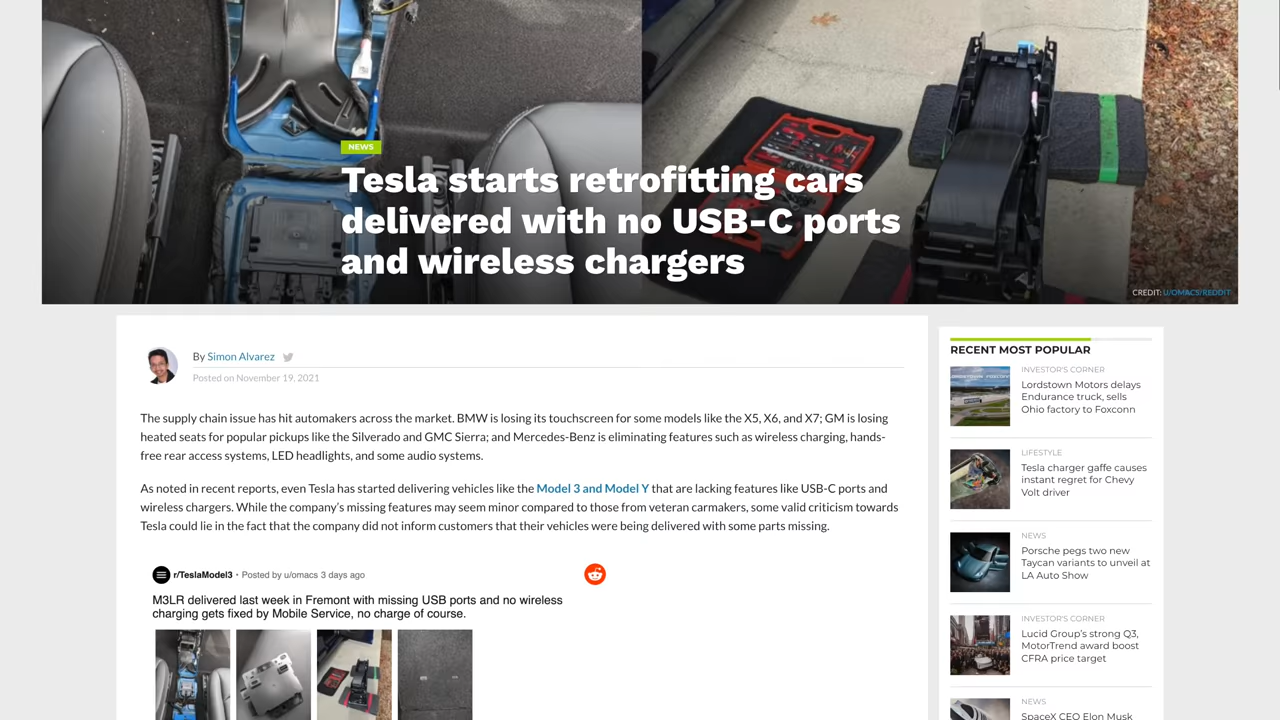 NEWS
Tesla starts retrofitting cars
delivered with no USB-C ports
and wireless chargers
CREDIT: U/OMACS/REDDIT
By Simon Alvarez
Posted on November 19, 2021
The supply chain issue has hit automakers across the market. BMW is losing its touchscreen for some models like the X5, X6, and X7; GM is losing
heated seats for popular pickups like the Silverado and GMC Sierra; and Mercedes-Benz is eliminating features such as wireless charging, hands-
free rear access systems, LED headlights, and some audio systems.
As noted in recent reports, even Tesla has started delivering vehicles like the Model 3 and Model Y that are lacking features like USB-C ports and
wireless chargers. While the company's missing features may seem minor compared to those from veteran carmakers, some valid criticism towards
Tesla could lie in the fact that the company did not inform customers that their vehicles were being delivered with some parts missing.
r/TeslaModel3 · Posted by u/omacs 3 days ago
M3LR delivered last week in Fremont with missing USB ports and no wireless
charging gets fixed by Mobile Service, no charge of course.
RECENT MOST POPULAR
INVESTOR'S CORNER
Lordstown Motors delays
Endurance truck, sells
Ohio factory to Foxconn
LIFESTYLE
Tesla charger gaffe causes
instant regret for Chevy
Volt driver
NEWS
Porsche pegs two new
Taycan variants to unveil at
LA Auto Show
INVESTOR'S CORNER
Lucid Group's strong Q3,
MotorTrend award boost
CFRA price target
NEWS
SpaceX CEO Elon Musk